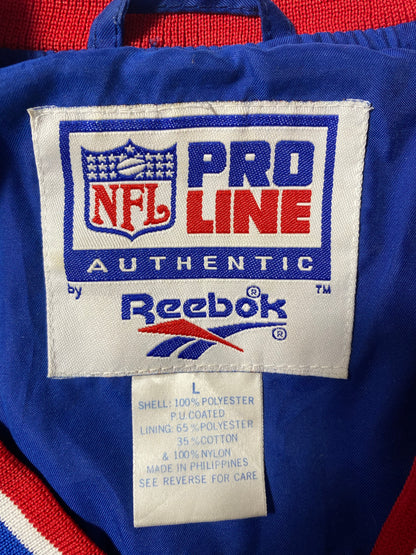 NFL PRO
LINE
AUTHENTIC
by ™
Reebok ®
®
L
SHELL: 100% POLYESTER
P.U. COATED
LINING: 65% POLYESTER
35% COTTON
& 100% NYLON
MADE IN PHILIPPINES
SEE REVERSE FOR CARE